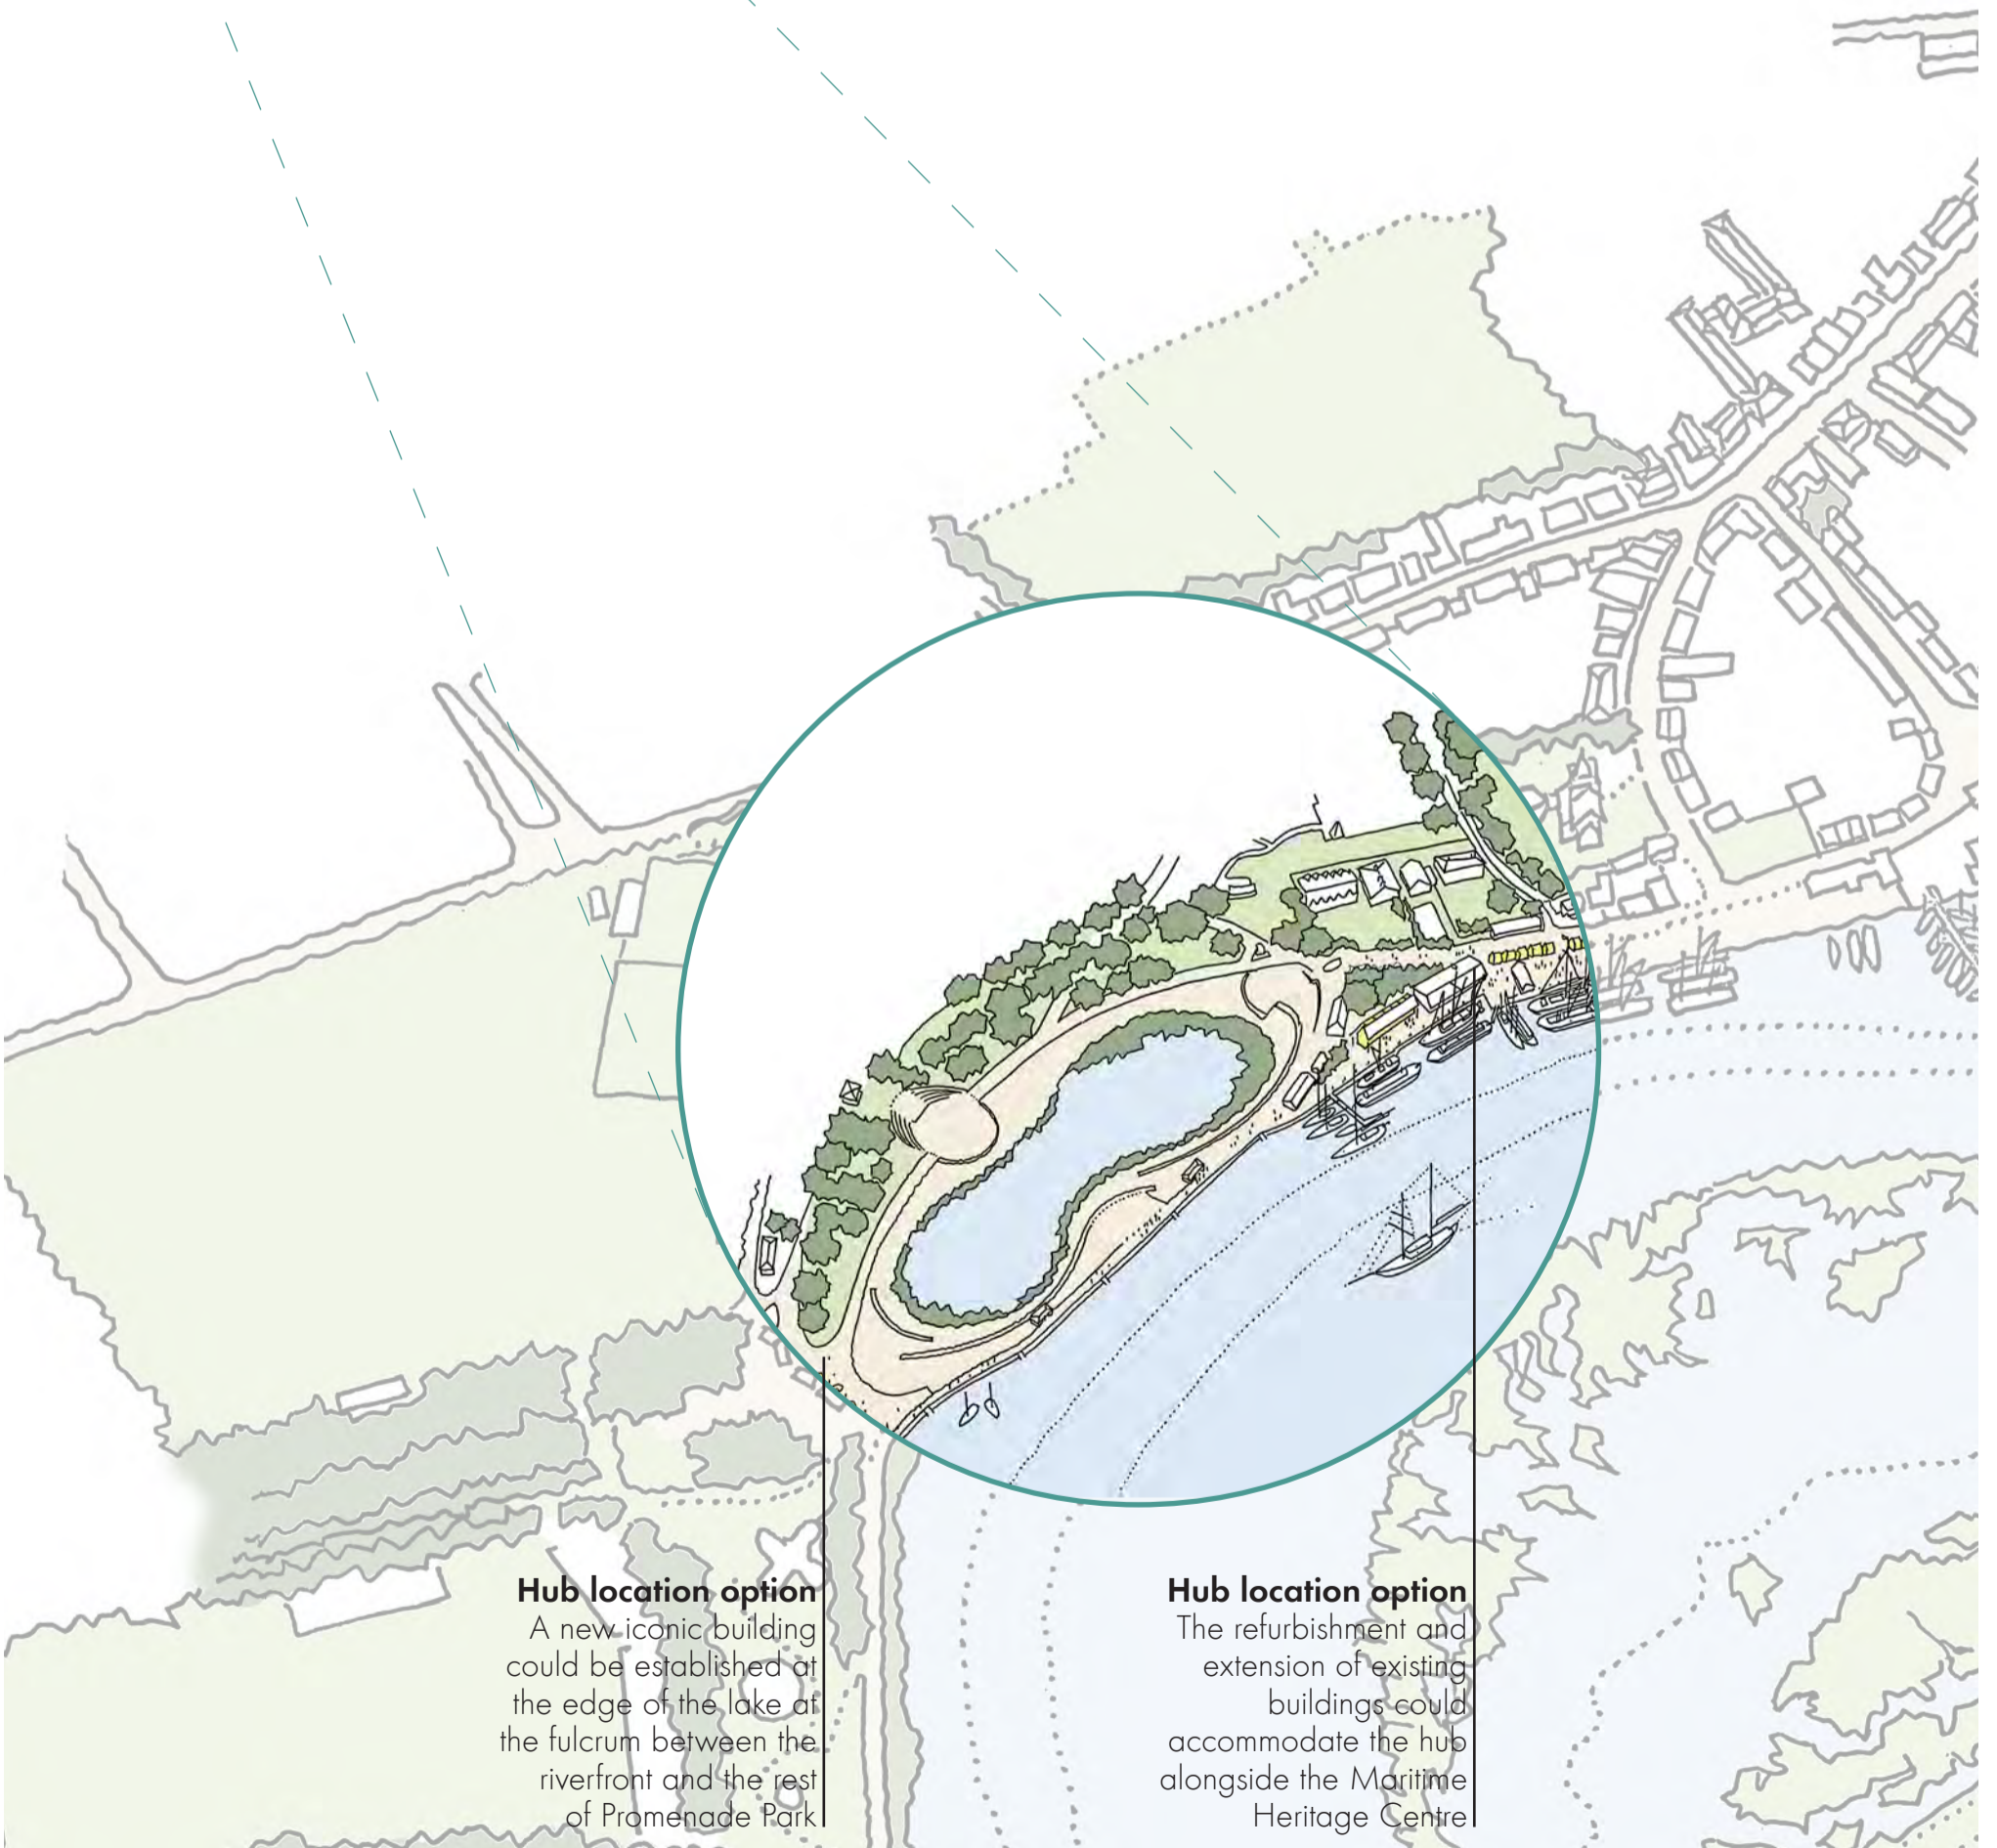 Hub location option
A new iconic building
could be established at
the edge of the lake at
the fulcrum between the
riverfront and the rest
of Promenade Park
Hub location option
The refurbishment and
extension of existing
buildings could
accommodate the hub
alongside the Maritime
Heritage Centre